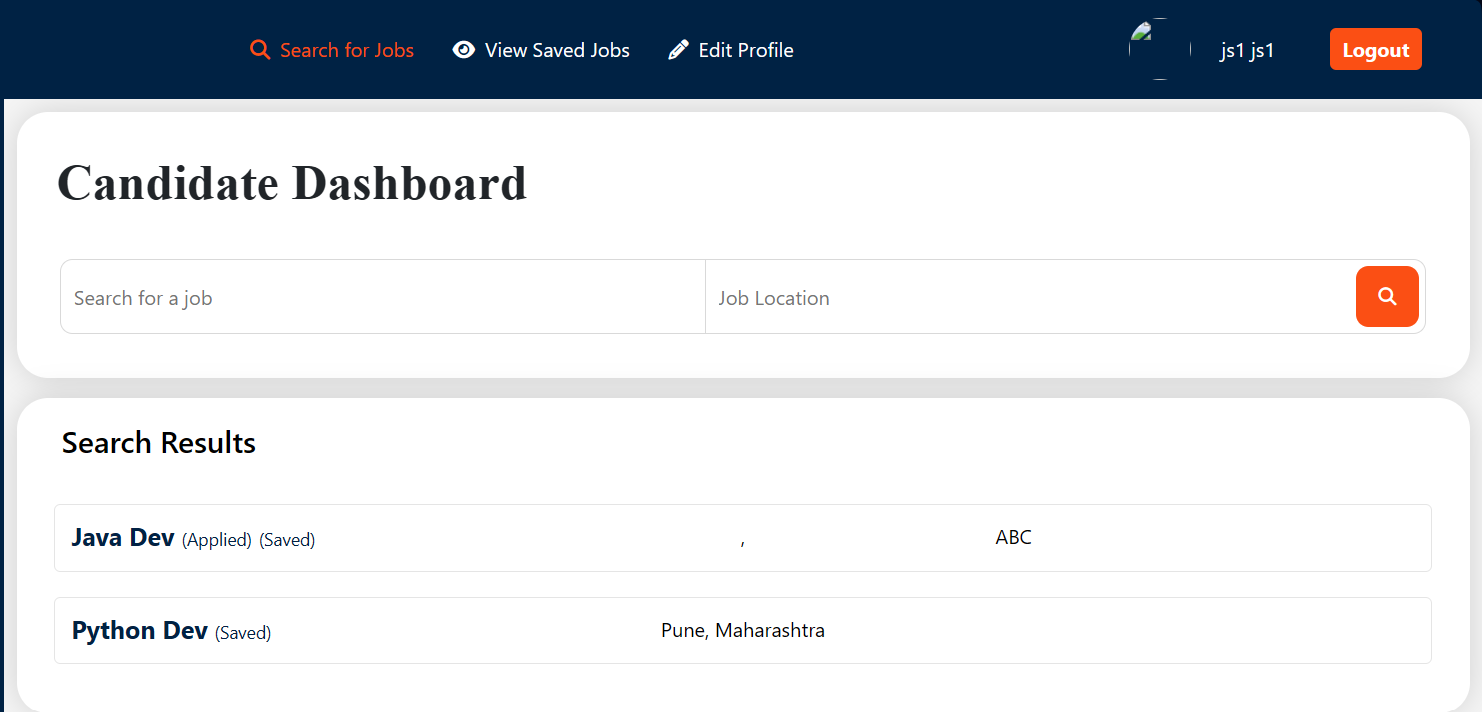 Search for Jobs View Saved Jobs Edit Profile js1 js1 Logout
Candidate Dashboard
Search for a job Job Location
Search Results
Java Dev (Applied) (Saved) , ABC
Python Dev (Saved) Pune, Maharashtra